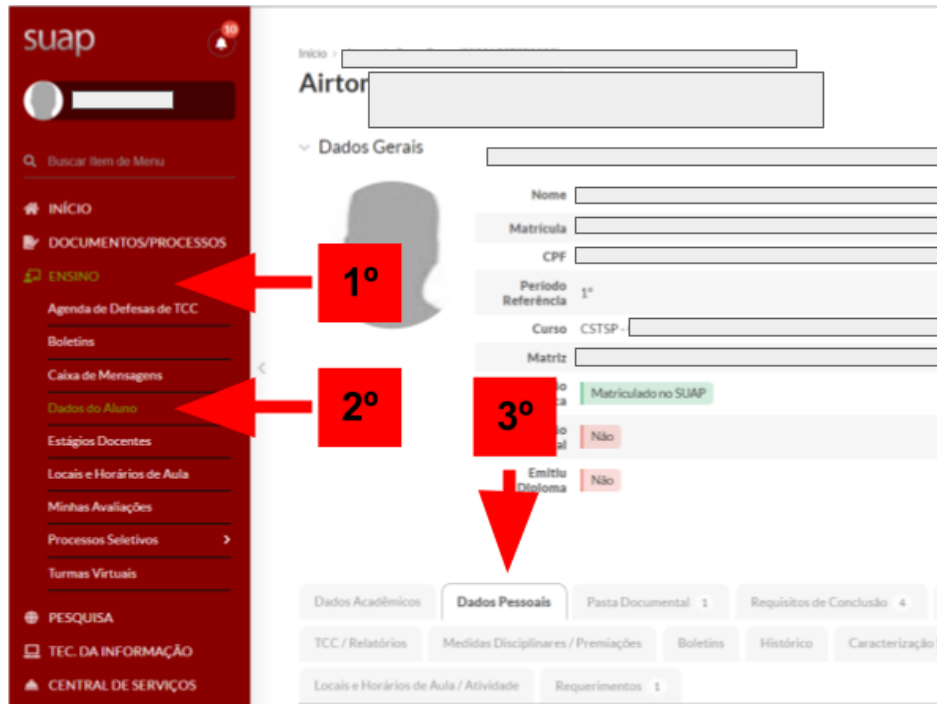 suap
10
Buscar Item de Menu
INÍCIO
DOCUMENTOS/PROCESSOS
ENSINO
Agenda de Defesas de TCC
Boletins
Caixa de Mensagens
Dados do Aluno
Estágios Docentes
Locais e Horários de Aula
Minhas Avaliações
Processos Seletivos
Turmas Virtuais
PESQUISA
TEC. DA INFORMAÇÃO
CENTRAL DE SERVIÇOS
1º
2º
3º
Início >
Airton
Dados Gerais
Nome
Matrícula
CPF
Período
Referência 1°
Curso CSTSP -
Matriz
Matriculado no SUAP
Não
Emitiu
Diploma Não
Dados Acadêmicos Dados Pessoais Pasta Documental 1 Requisitos de Conclusão 4
TCC / Relatórios Medidas Disciplinares / Premiações Boletins Histórico Caracterização
Locais e Horários de Aula / Atividade Requerimentos 1